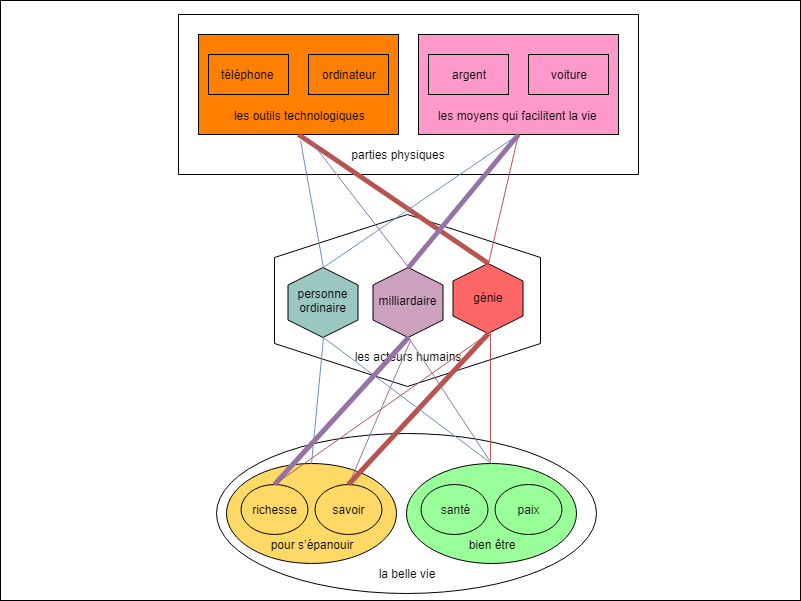 téléphone
ordinateur
argent
voiture
les outils technologiques
les moyens qui facilitent la vie
parties physiques
personne
ordinaire
milliardaire
génie
les acteurs humains
richesse
savoir
santé
paix
pour s'épanouir
bien être
la belle vie